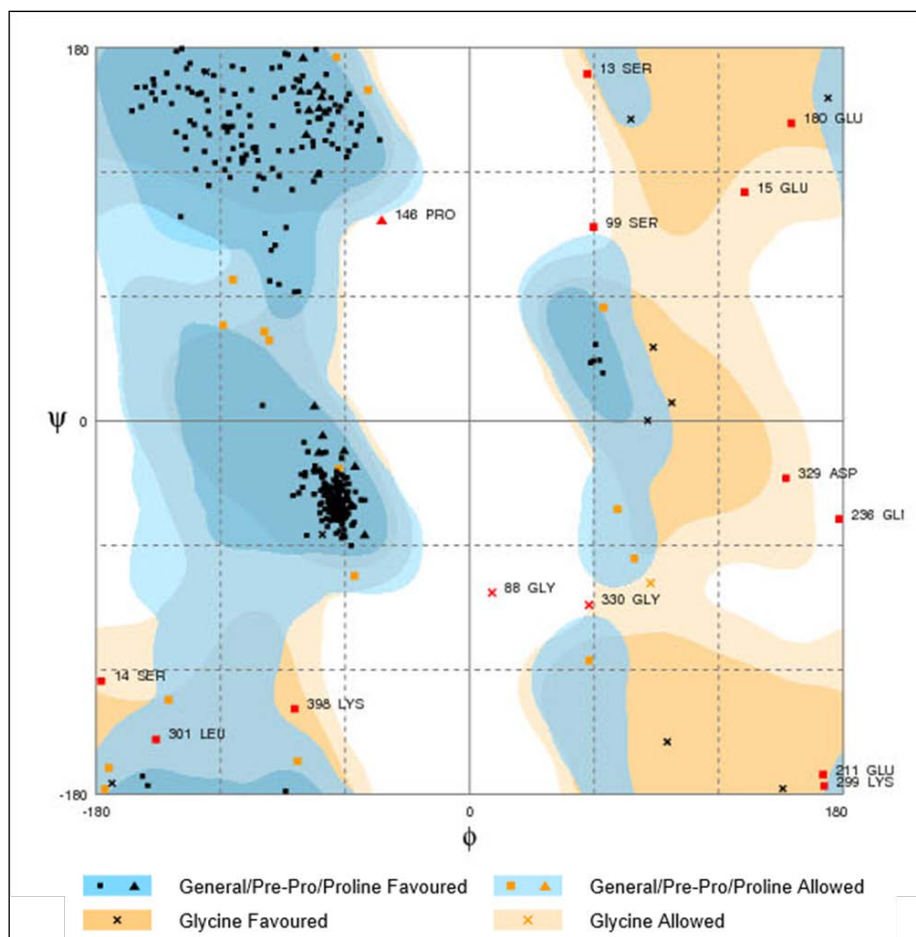 180
13 SER
180 GLU
15 GLU
146 PRO
99 SER
Ψ
0
329 ASP
236 GLI
88 GLY
330 GLY
14 SER
398 LYS
301 LEU
211 GLU
299 LYS
-180
-180
0
180
ϕ
General/Pre-Pro/Proline Favoured
General/Pre-Pro/Proline Allowed
Glycine Favoured
Glycine Allowed